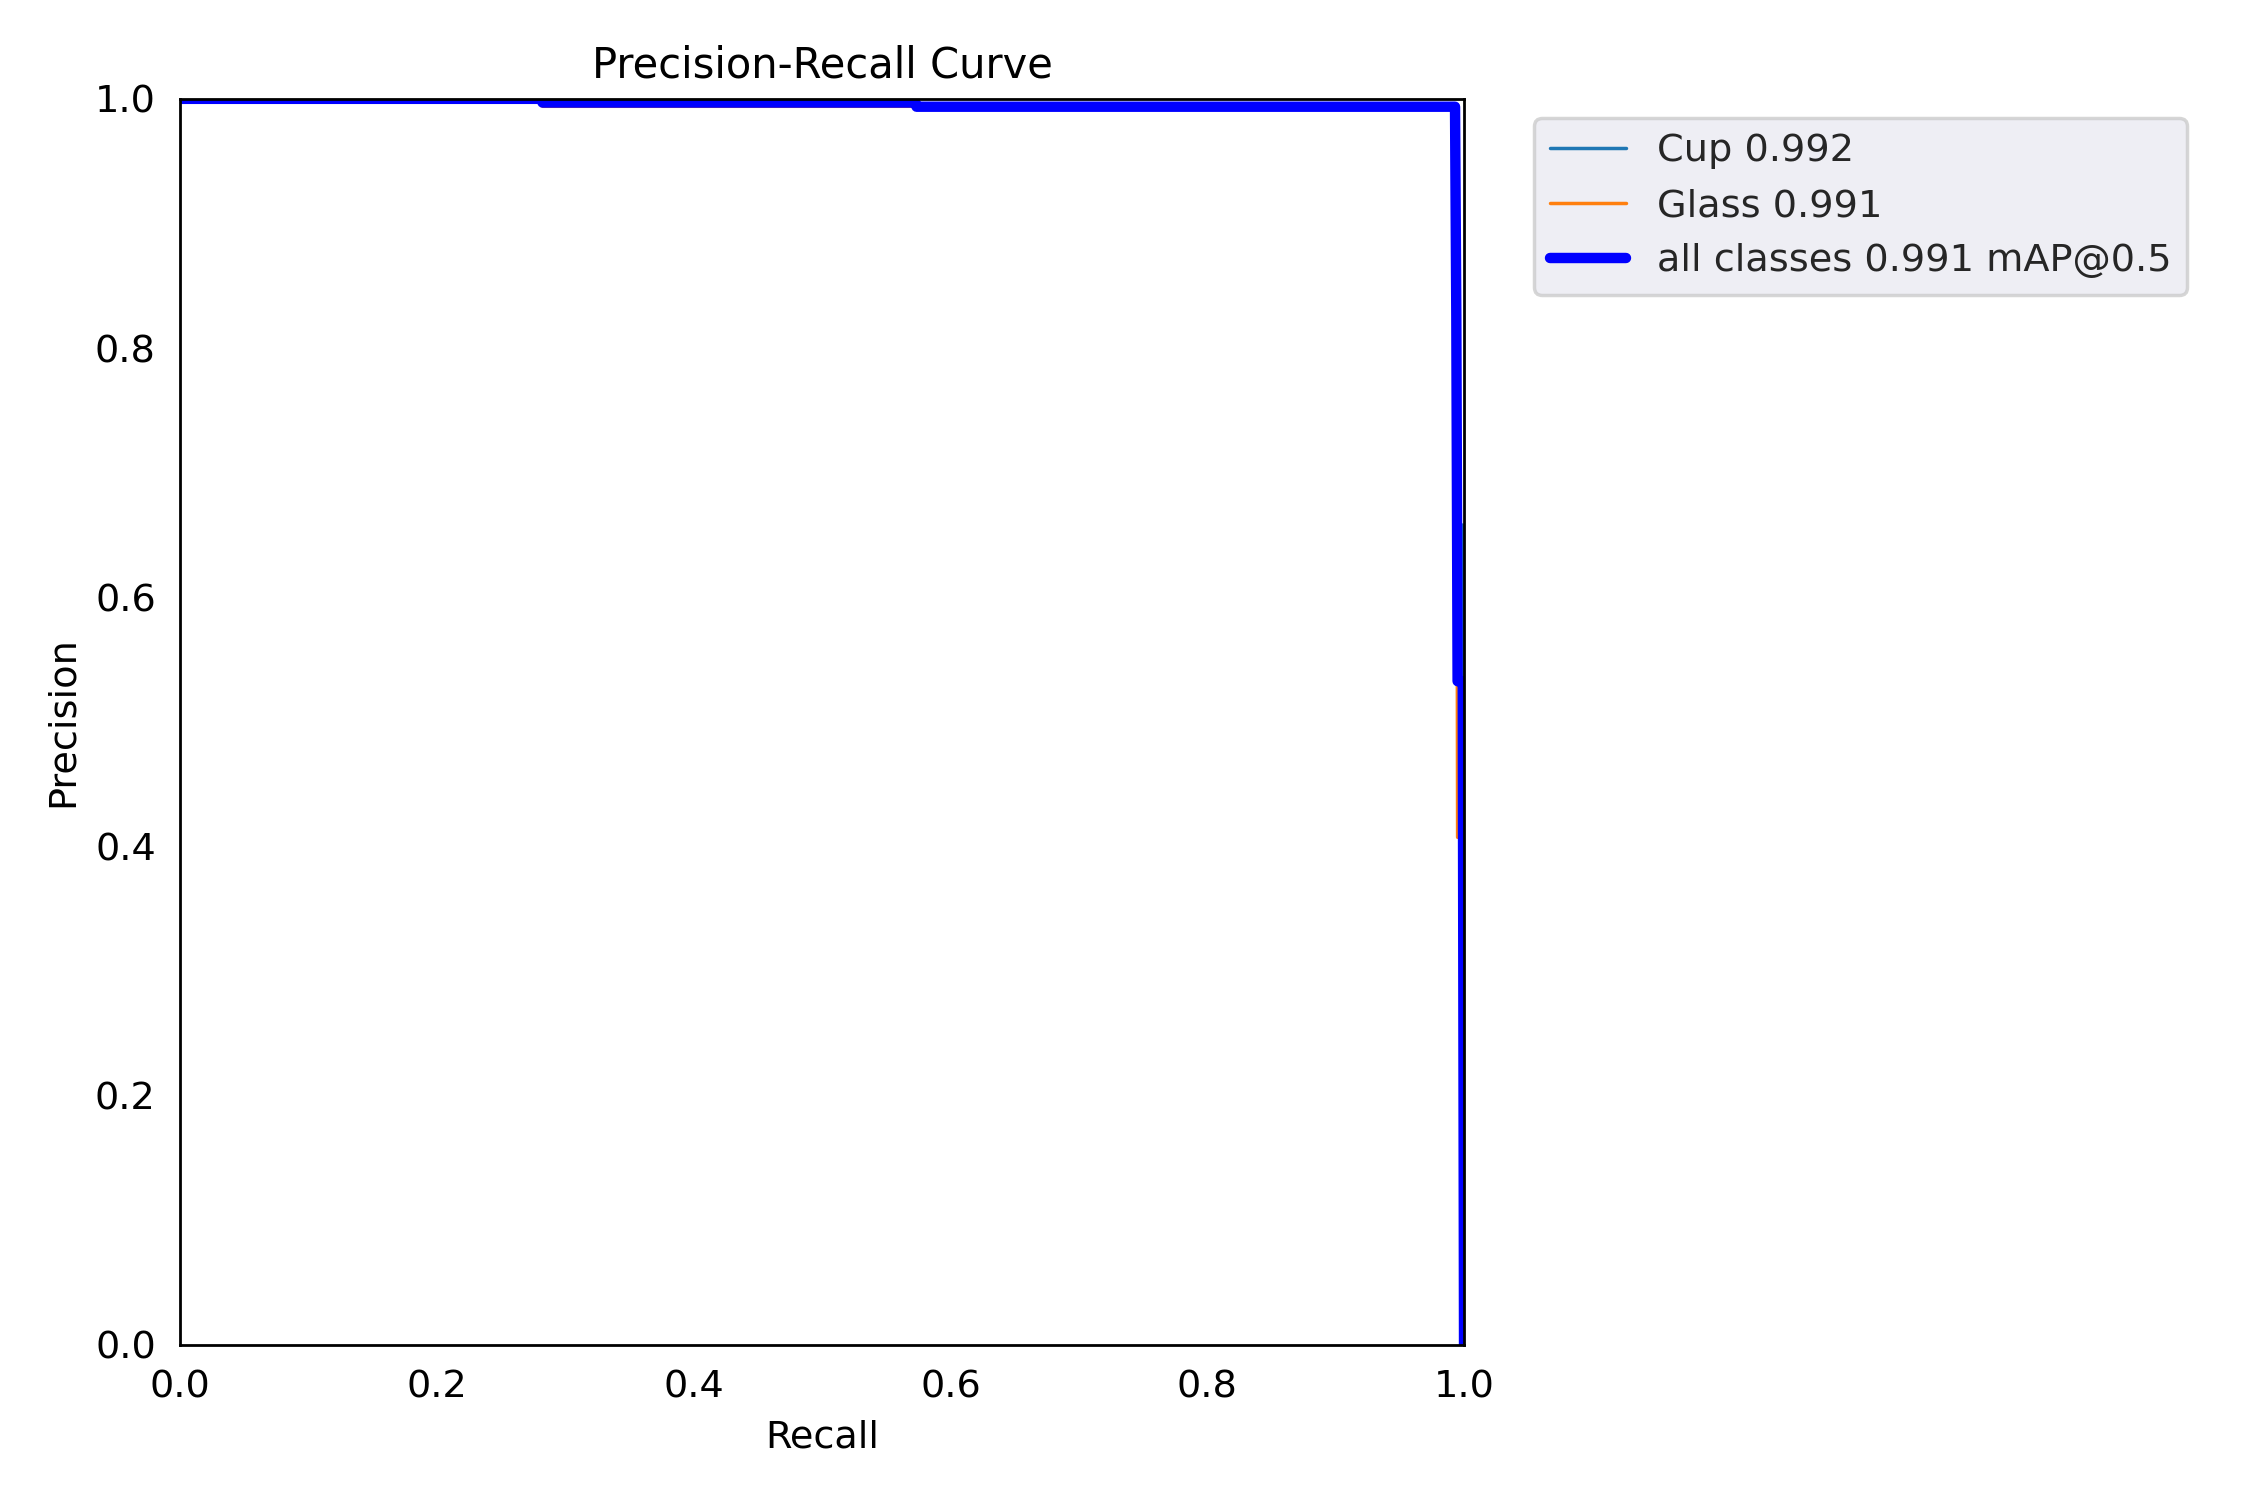 Precision-Recall Curve
1.0
0.8
0.6
0.4
0.2
0.0
Precision
0.0 0.2 0.4 0.6 0.8 1.0
Recall
Cup 0.992
Glass 0.991
all classes 0.991 mAP@0.5